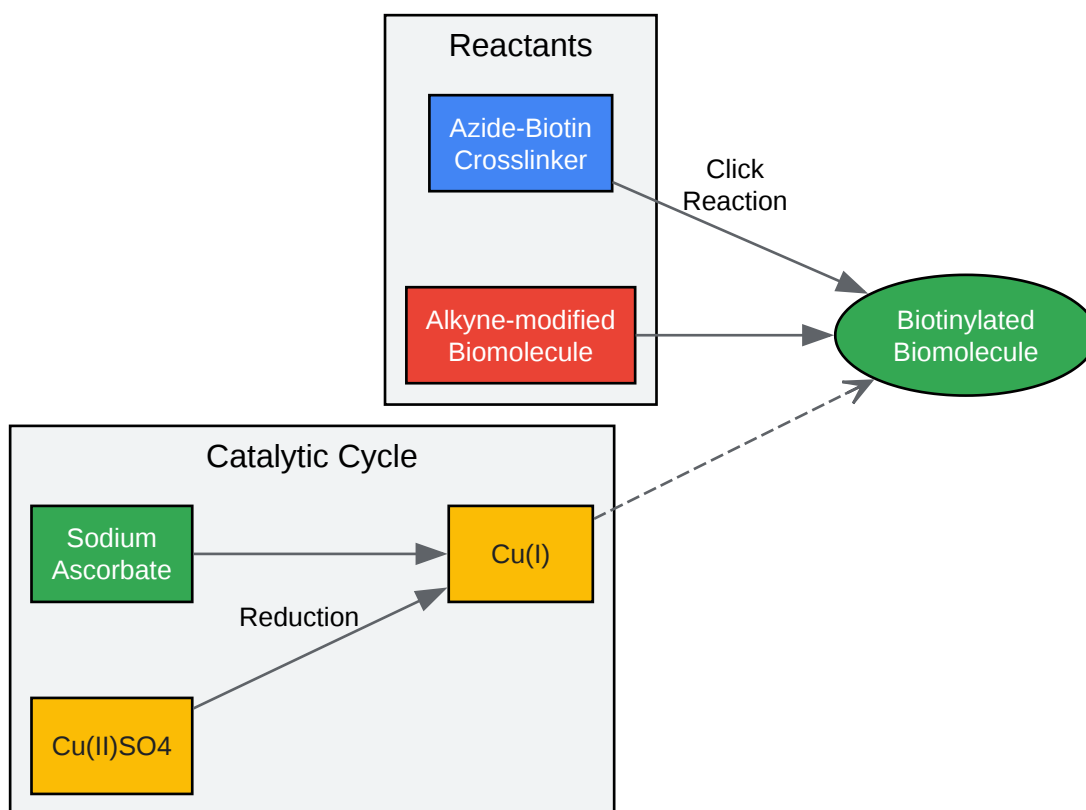 Reactants
Azide-Biotin
Crosslinker
Click
Reaction
Alkyne-modified
Biomolecule
Biotinylated
Biomolecule
Catalytic Cycle
Sodium
Ascorbate
Cu(I)
Reduction
Cu(II)SO4